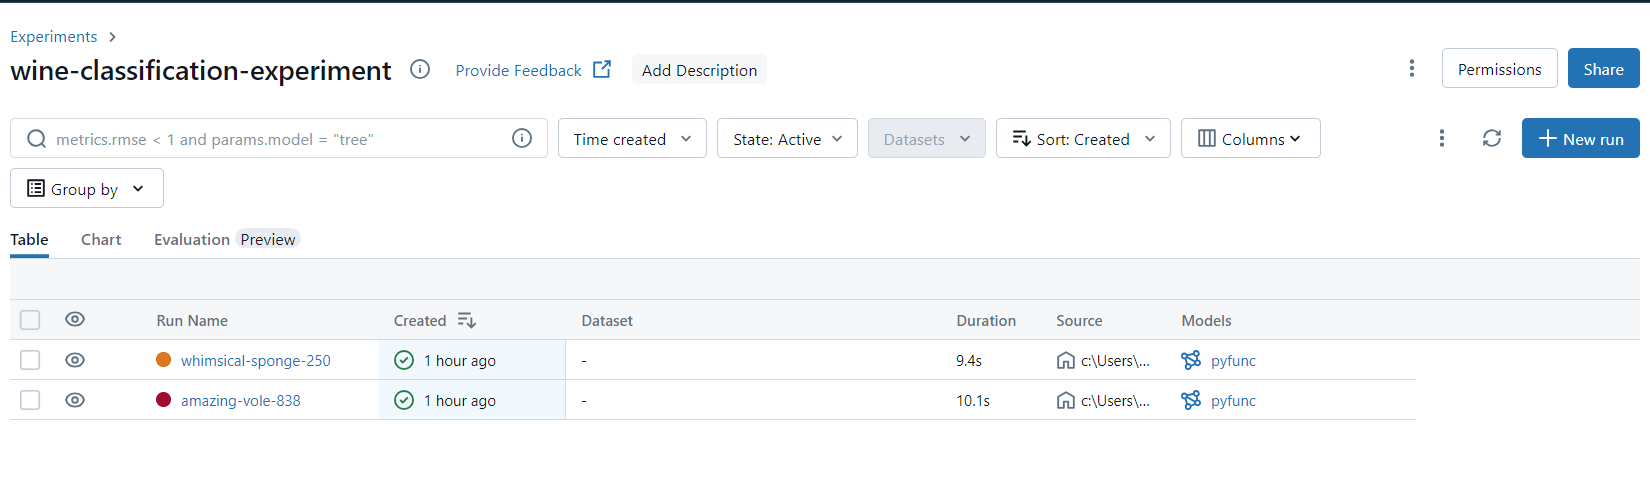 Experiments
wine-classification-experiment Provide Feedback Add Description Permissions Share
metrics.rmse < 1 and params.model = "tree" Time created State: Active Datasets Sort: Created Columns New run
Group by
Table Chart Evaluation Preview
Run Name Created Dataset Duration Source Models
whimsical-sponge-250 1 hour ago - 9.4s c:\Users\... pyfunc
amazing-vole-838 1 hour ago - 10.1s c:\Users\... pyfunc